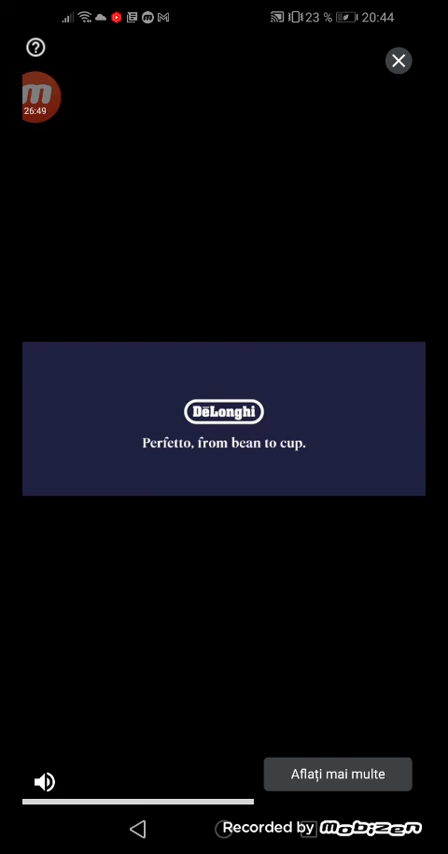 23 % 20:44
m
26:49
DēLonghi
Perfetto, from bean to cup.
Aflați mai multe
Recorded by mobizen